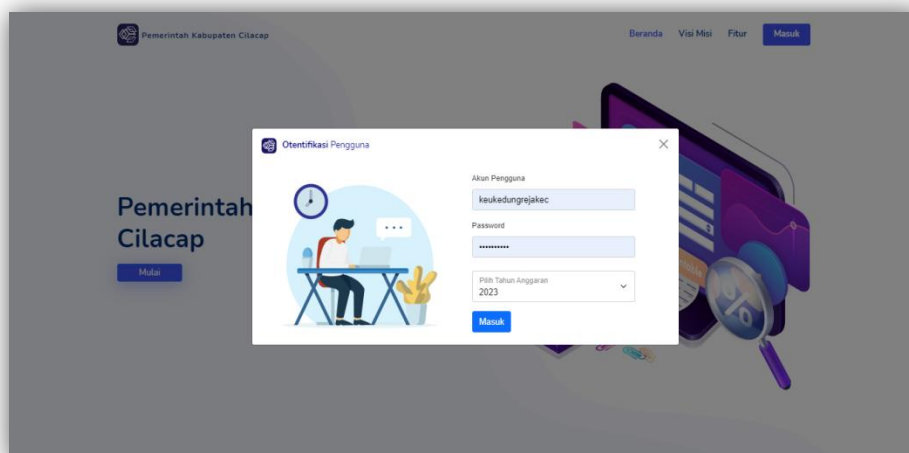 Pemerintah Kabupaten Cilacap
Beranda Visi Misi Fitur Masuk
Otentifikasi Pengguna
Akun Pengguna
keukedungrejakec
Password
••••••••••
Pilih Tahun Anggaran
2023
Masuk
Pemerintah
Cilacap
Mulai